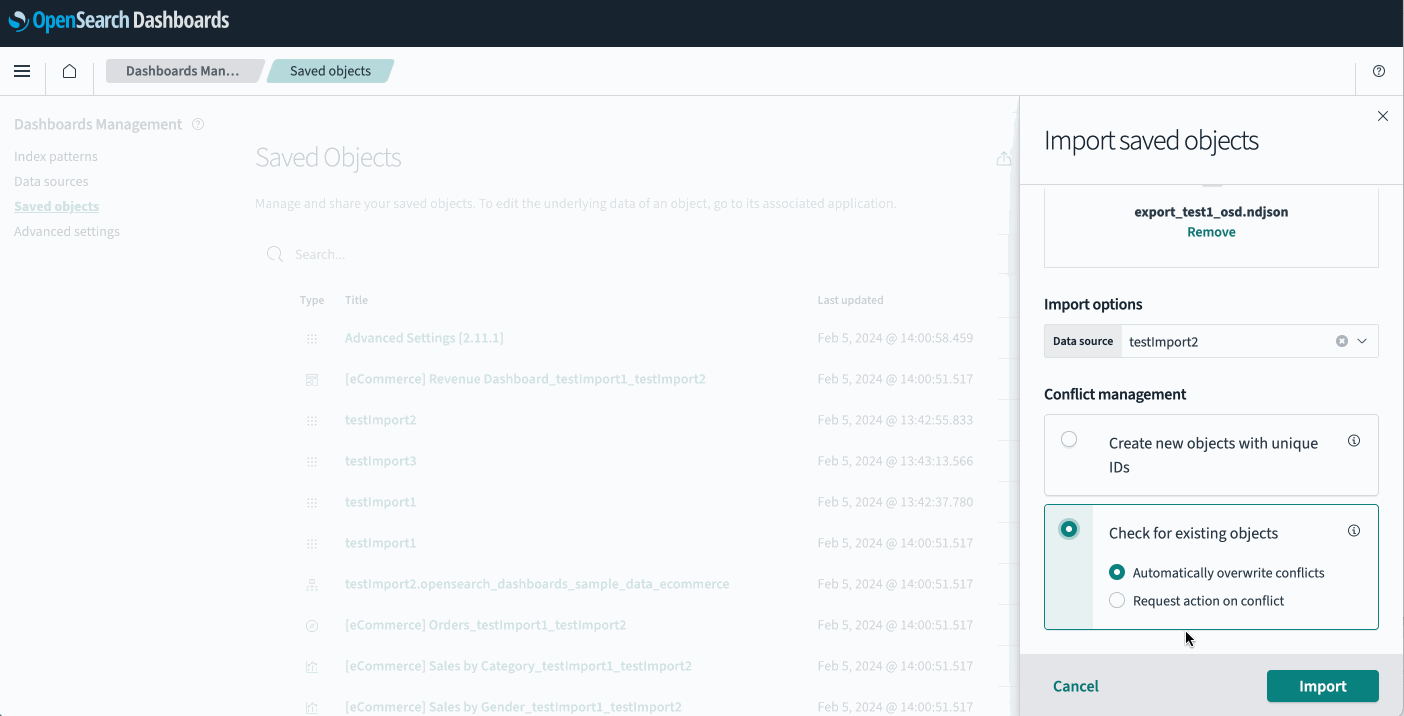 OpenSearch Dashboards
Dashboards Man...
Saved objects
Dashboards Management
Index patterns
Data sources
Saved objects
Advanced settings
Saved Objects
Manage and share your saved objects. To edit the underlying data of an object, go to its associated application.
Search...
Type Title Last updated
Advanced Settings [2.11.1] Feb 5, 2024 @ 14:00:58.459
[eCommerce] Revenue Dashboard_testImport1_testImport2 Feb 5, 2024 @ 14:00:51.517
testImport2 Feb 5, 2024 @ 13:42:55.833
testImport3 Feb 5, 2024 @ 13:43:13.566
testImport1 Feb 5, 2024 @ 13:42:37.780
testImport1 Feb 5, 2024 @ 14:00:51.517
testImport2.opensearch_dashboards_sample_data_ecommerce Feb 5, 2024 @ 14:00:51.517
[eCommerce] Orders_testImport1_testImport2 Feb 5, 2024 @ 14:00:51.517
[eCommerce] Sales by Category_testImport1_testImport2 Feb 5, 2024 @ 14:00:51.517
[eCommerce] Sales by Gender_testImport1_testImport2 Feb 5, 2024 @ 14:00:51.517
Import saved objects
export_test1_osd.ndjson
Remove
Import options
Data source testImport2
Conflict management
Create new objects with unique
IDs
Check for existing objects
Automatically overwrite conflicts
Request action on conflict
Cancel
Import